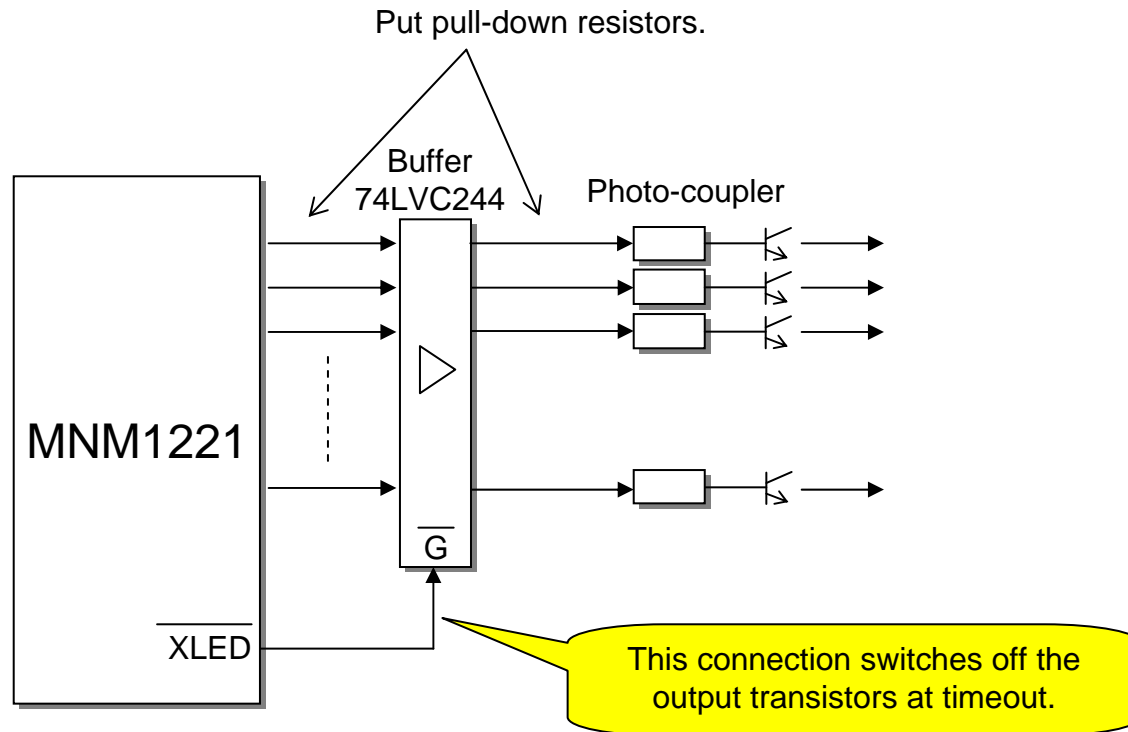 Put pull-down resistors.
Buffer
74LVC244
Photo-coupler
MNM1221
G
XLED
This connection switches off the
output transistors at timeout.